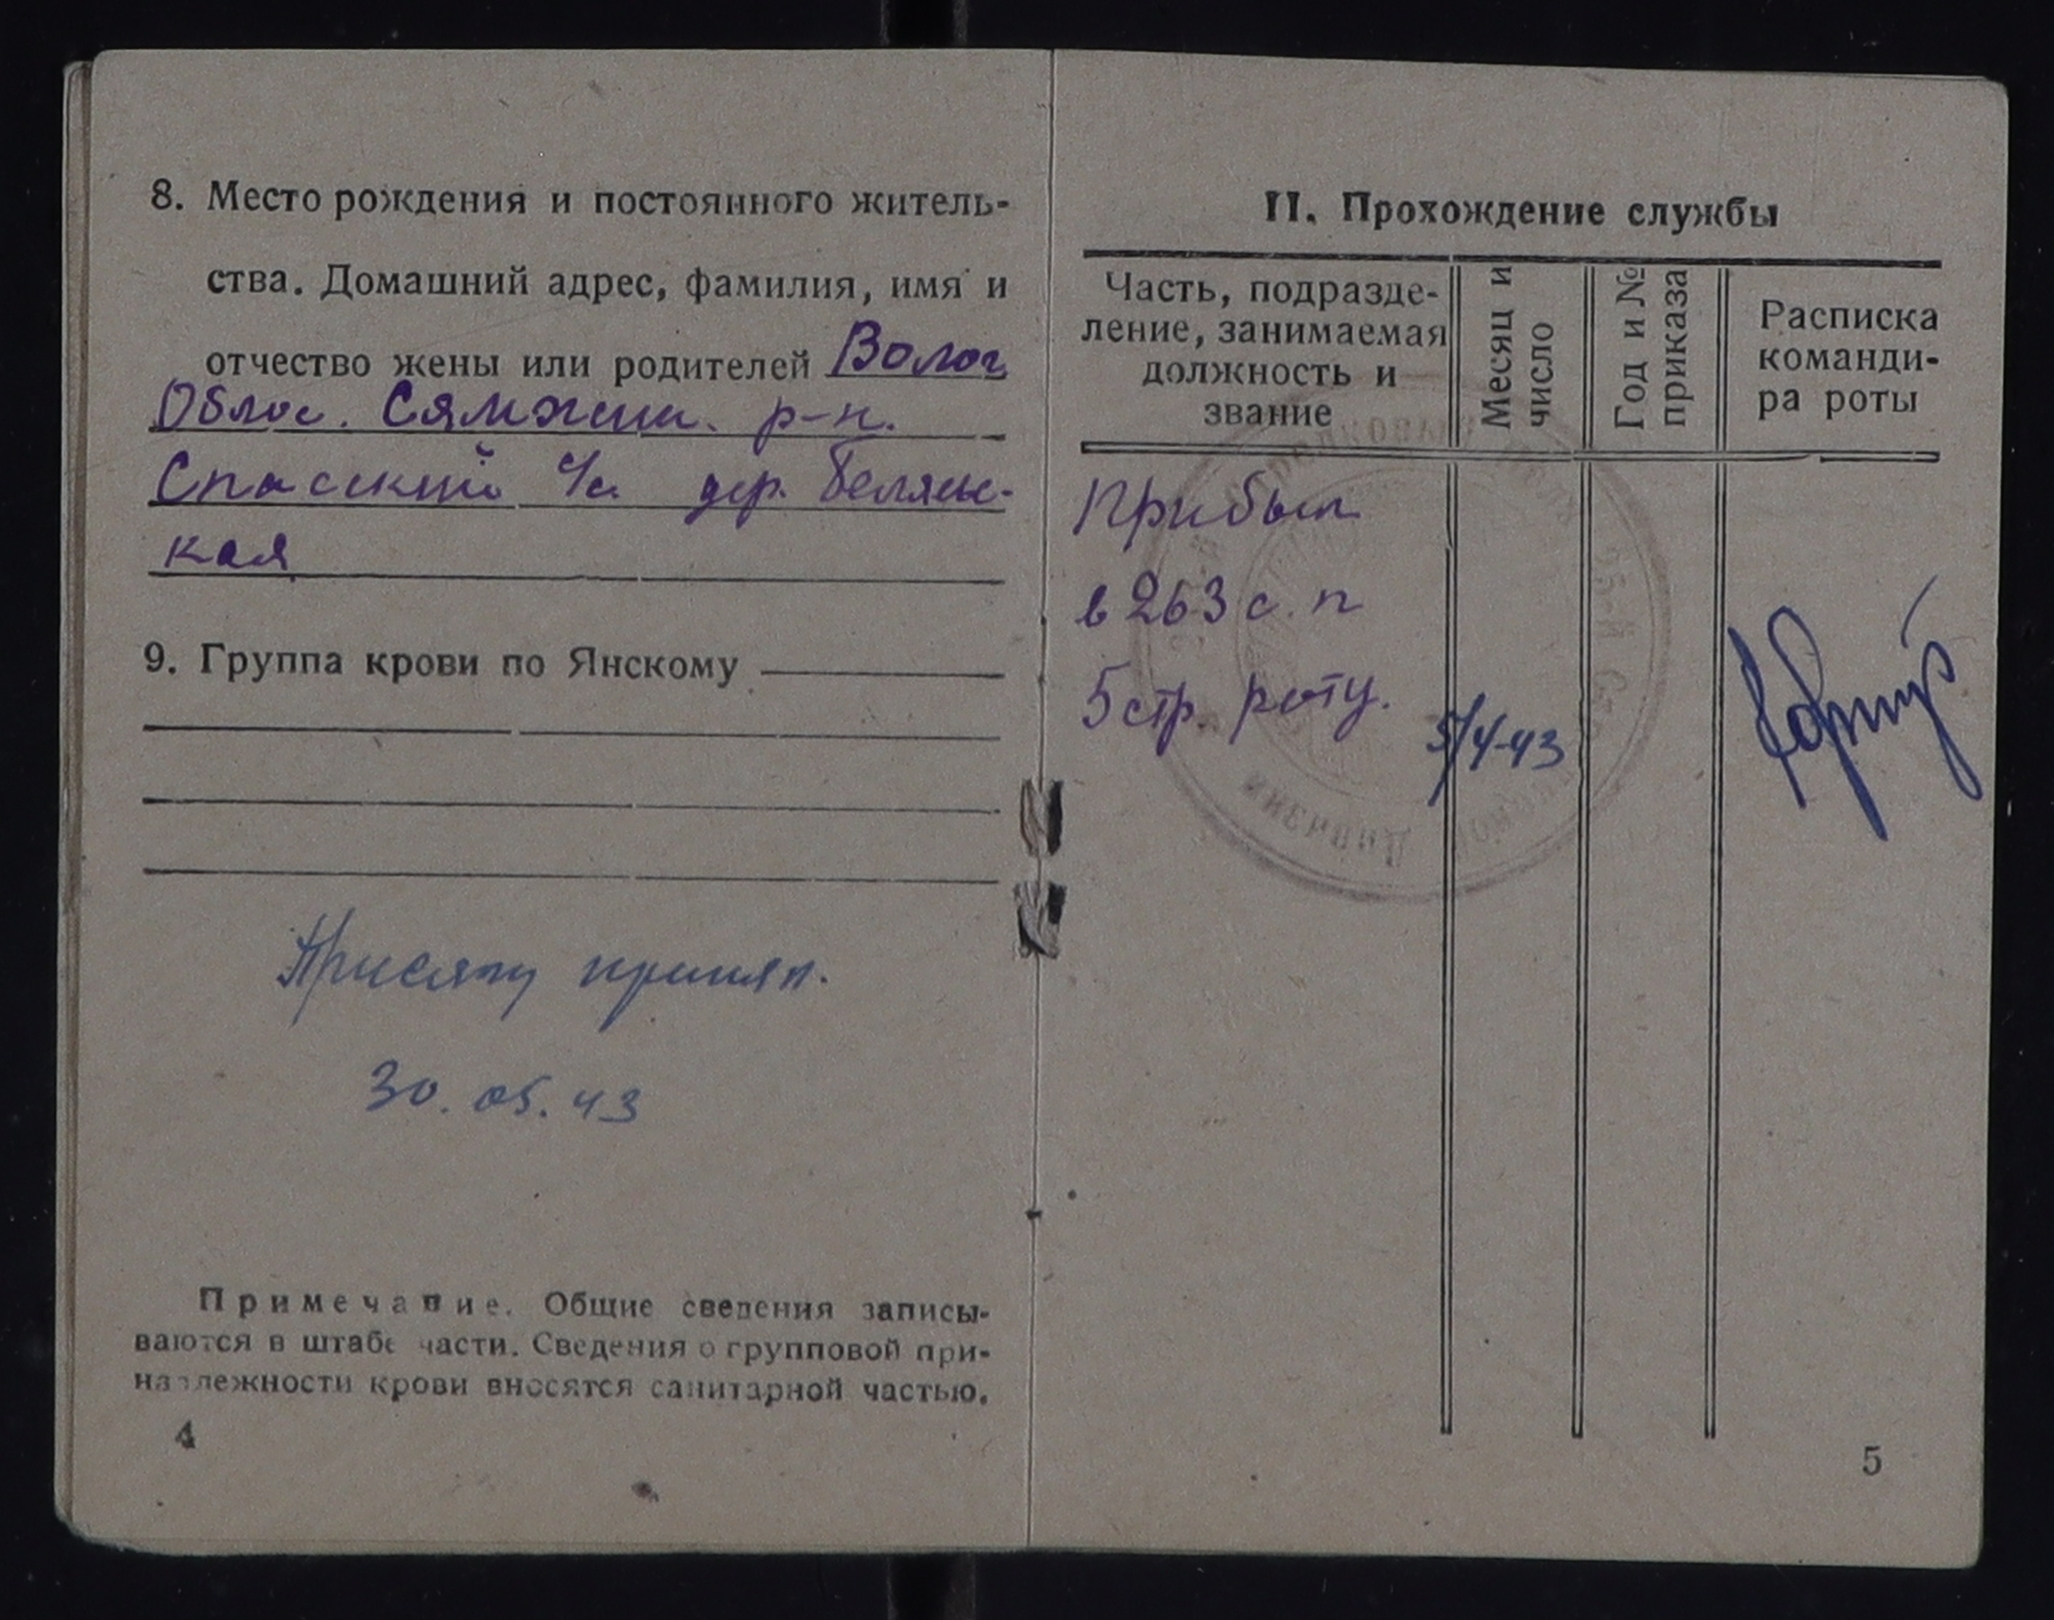 8. Место рождения и постоянного житель-
ства. Домашний адрес, фамилия, имя и
отчество жены или родителей Волог
Облос. Сямжен. р-н.
Спасский с/с. дер. Белявс-
кая
9. Группа крови по Янскому
Присягу принял.
30.05.43
Примечание. Общие сведения записы-
ваются в штабе части. Сведения о групповой при-
надлежности крови вносятся санитарной частью.
4
II. Прохождение службы
Часть, подразде-
ление, занимаемая
должность и
звание
Месяц и
число
Год и №
приказа
Расписка
команди-
ра роты
Прибыл
в 263 с. п
5 стр. роту.
5/4-43
5